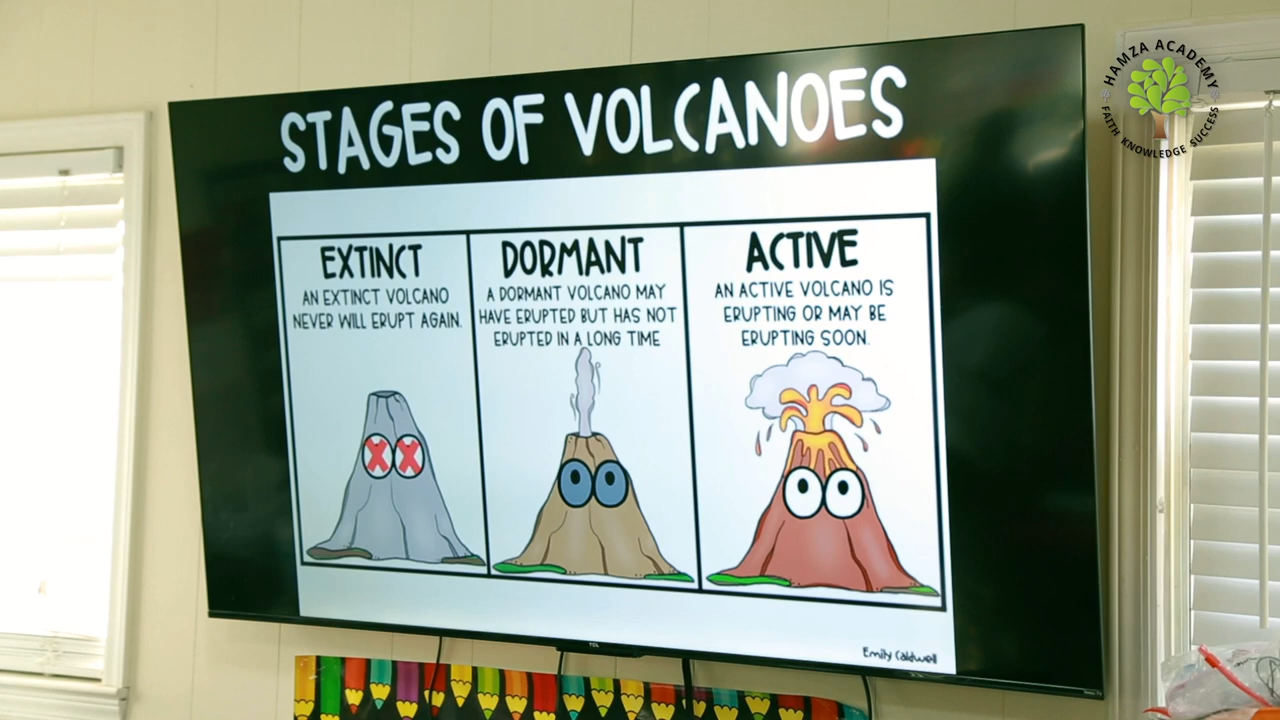 STAGES OF VOLCANOES
EXTINCT
AN EXTINCT VOLCANO
NEVER WILL ERUPT AGAIN.
DORMANT
A DORMANT VOLCANO MAY
HAVE ERUPTED BUT HAS NOT
ERUPTED IN A LONG TIME
ACTIVE
AN ACTIVE VOLCANO IS
ERUPTING OR MAY BE
ERUPTING SOON.
Emily Caldwell
TCL
HAMZA ACADEMY
FAITH KNOWLEDGE SUCCESS